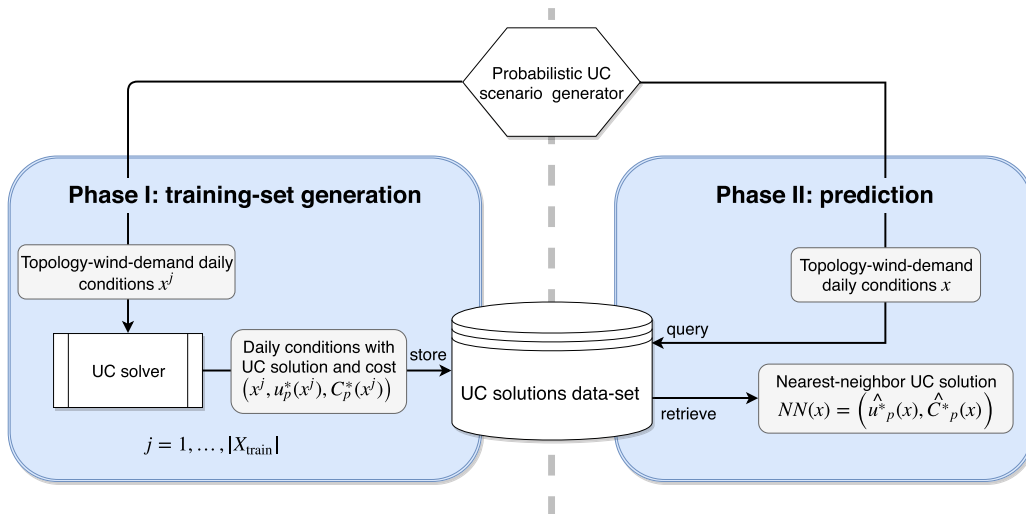 Probabilistic UC
scenario generator
Phase I: training-set generation
Topology-wind-demand daily
conditions x^j
UC solver
Daily conditions with
UC solution and cost
(x^j, u_p^*(x^j), C_p^*(x^j))
j = 1, . . . , |X_train|
store
UC solutions data-set
Phase II: prediction
Topology-wind-demand
daily conditions x
query
retrieve
Nearest-neighbor UC solution
NN(x) = (û*_p(x), Ĉ*_p(x))